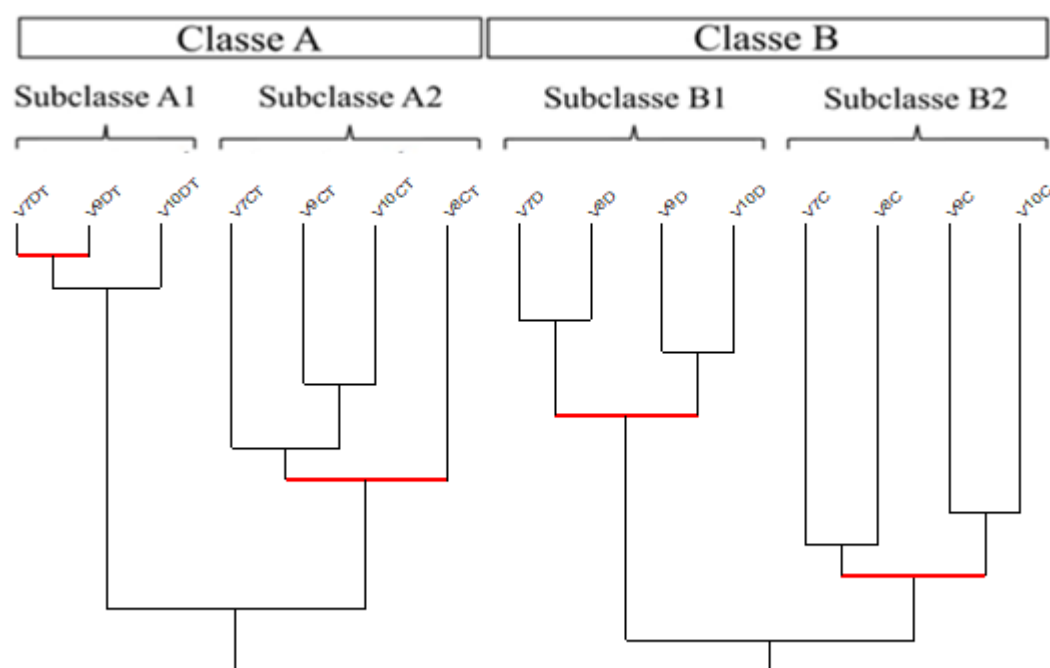 Classe A Classe B
Subclasse A1 Subclasse A2 Subclasse B1 Subclasse B2
V7DT V9DT V10DT V7CT V9CT V10CT V8CT V7D V8D V9D V10D V7C V8C V9C V10C